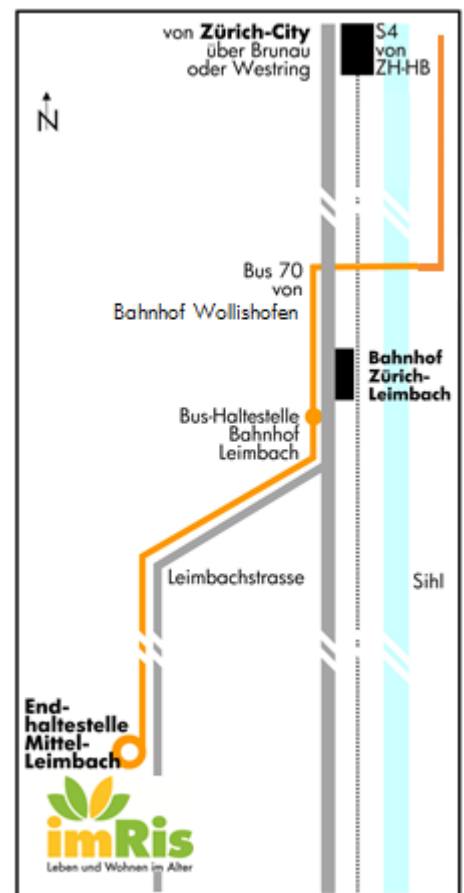 von Zürich-City
über Brunau
oder Westring
S4
von
ZH-HB
N
Bus 70
von
Bahnhof Wollishofen
Bahnhof
Zürich-
Leimbach
Bus-Haltestelle
Bahnhof
Leimbach
Leimbachstrasse
Sihl
End-
haltestelle
Mittel-
Leimbach
imRis
Leben und Wohnen im Alter